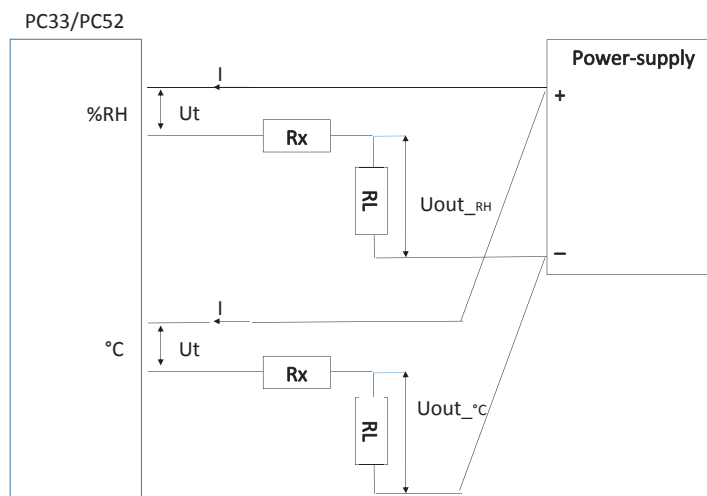 PC33/PC52
Power-supply
I
+
%RH
Ut
Rx
RL
Uout_RH
–
I
°C
Ut
Rx
RL
Uout_°C